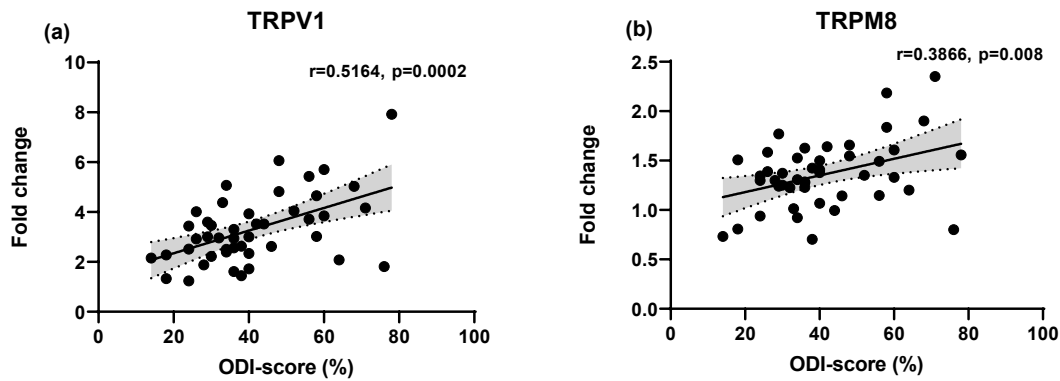 (a)
TRPV1
r=0.5164, p=0.0002
Fold change
10
8
6
4
2
0
0 20 40 60 80 100
ODI-score (%)
(b)
TRPM8
r=0.3866, p=0.008
Fold change
2.5
2.0
1.5
1.0
0.5
0.0
0 20 40 60 80 100
ODI-score (%)